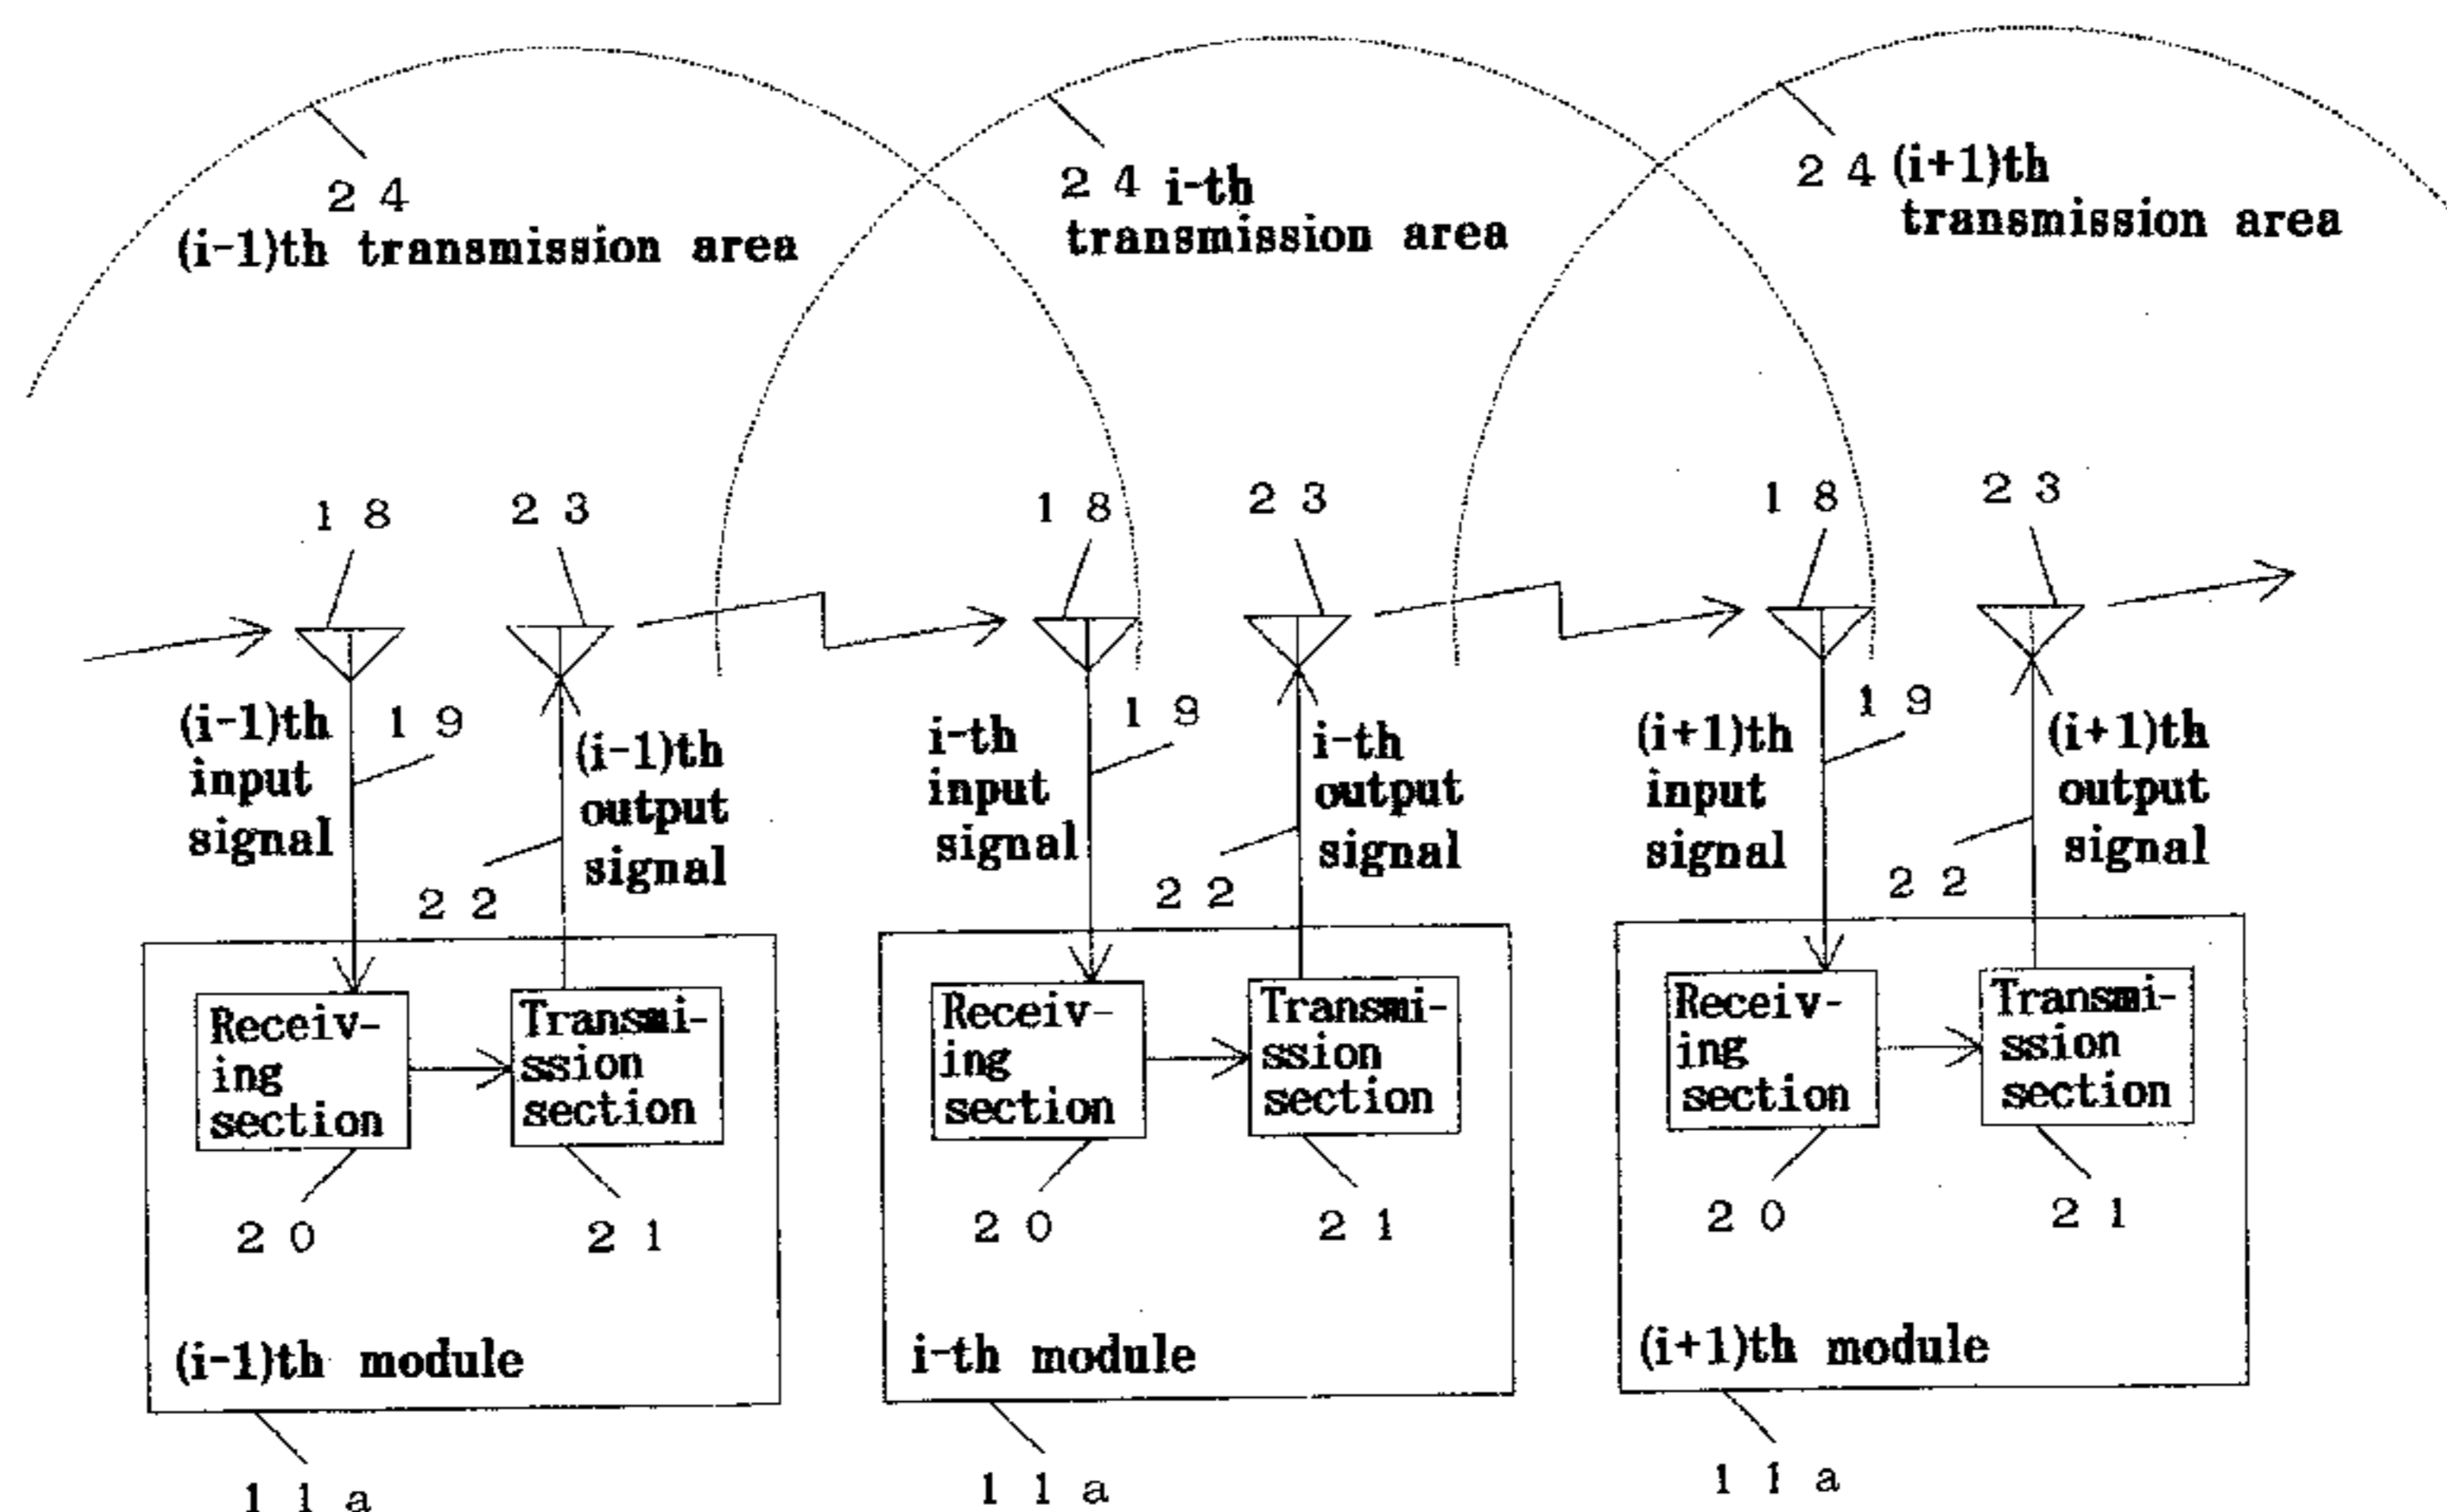 2 4
(i-1)th transmission area
2 4 i-th
transmission area
2 4 (i+1)th
transmission area
1 8
2 3
1 8
2 3
1 8
2 3
(i-1)th
input
signal
1 9
(i-1)th
output
signal
2 2
i-th
input
signal
1 9
i-th
output
signal
2 2
(i+1)th
input
signal
1 9
(i+1)th
output
signal
2 2
Receiv-
ing
section
Transmi-
ssion
section
2 0
2 1
(i-1)th module
1 1 a
Receiv-
ing
section
Transmi-
ssion
section
2 0
2 1
i-th module
1 1 a
Receiv-
ing
section
Transmi-
ssion
section
2 0
2 1
(i+1)th module
1 1 a